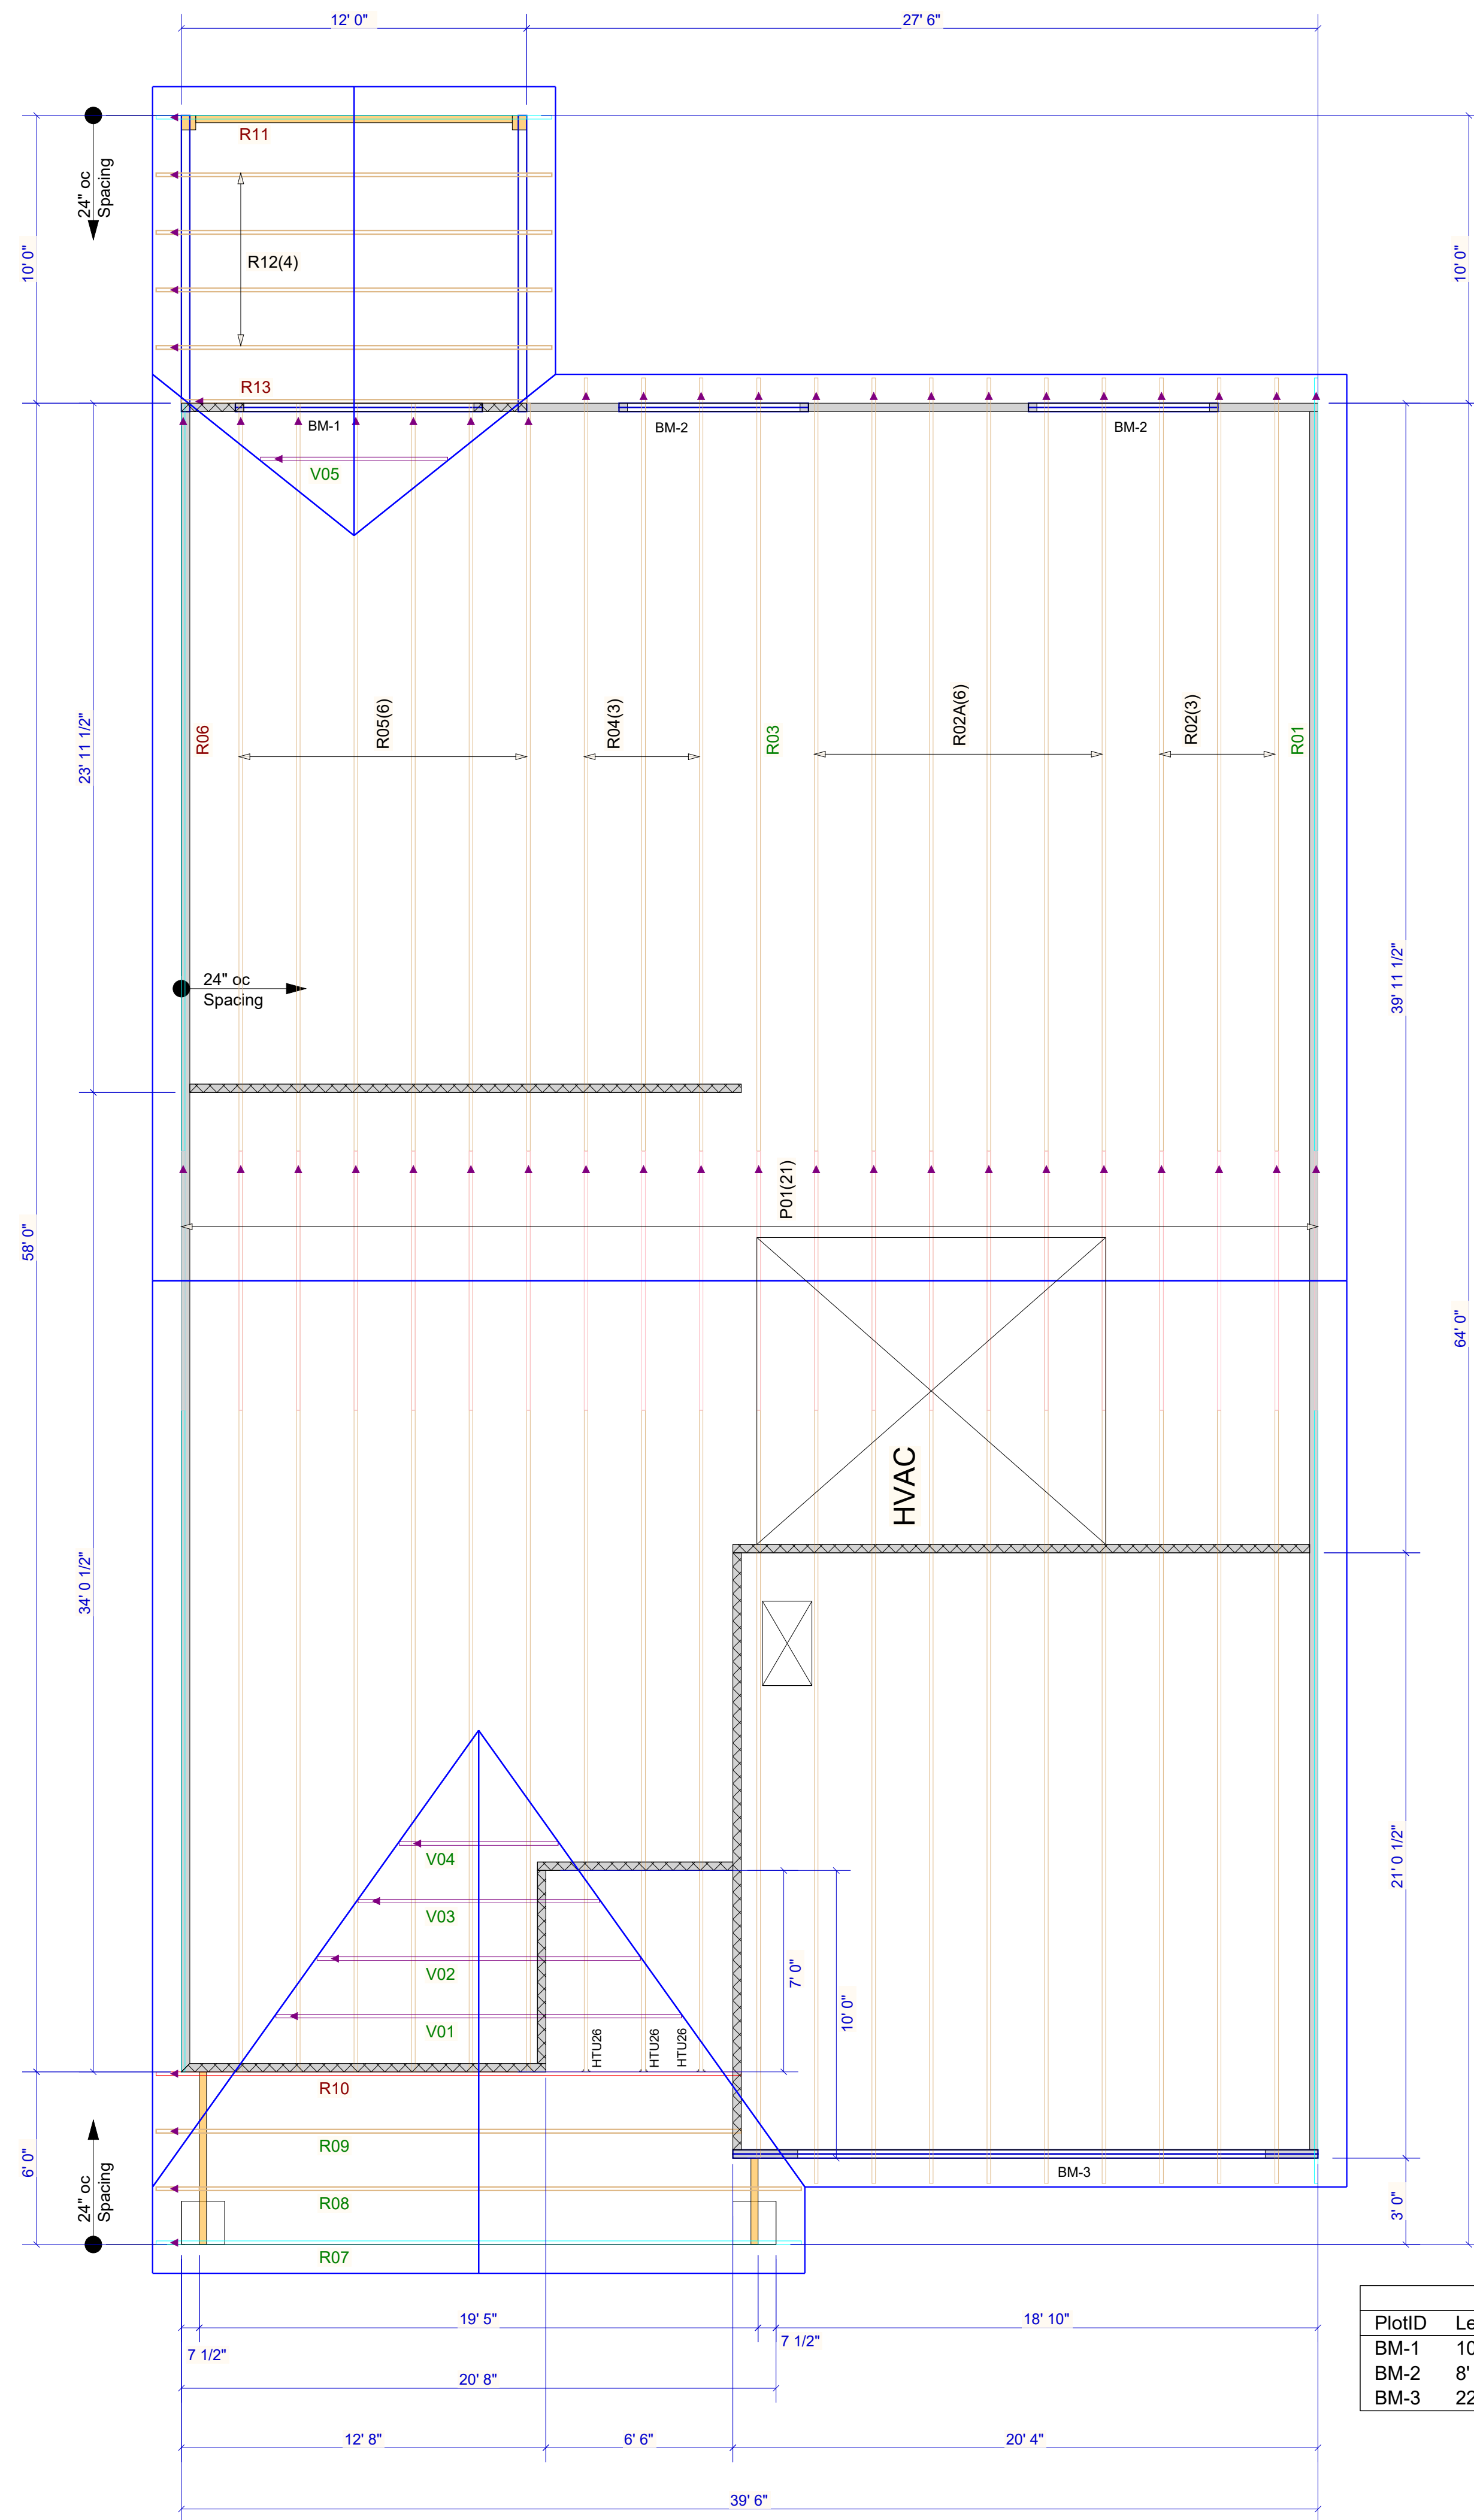 12' 0"
27' 6"
R11
24" oc
Spacing
10' 0"
10' 0"
R12(4)
R13
BM-1
BM-2
BM-2
V05
R06
R05(6)
R04(3)
R03
R02A(6)
R02(3)
R01
23' 11 1/2"
24" oc
Spacing
39' 11 1/2"
P01(21)
58' 0"
64' 0"
HVAC
34' 0 1/2"
V04
V03
V02
V01
7' 0"
10' 0"
21' 0 1/2"
HTU26
HTU26
HTU26
R10
R09
BM-3
R08
R07
6' 0"
24" oc
Spacing
3' 0"
19' 5"
18' 10"
7 1/2"
7 1/2"
20' 8"
PlotID Le
BM-1 10
BM-2 8'
BM-3 22
12' 8"
6' 6"
20' 4"
39' 6"